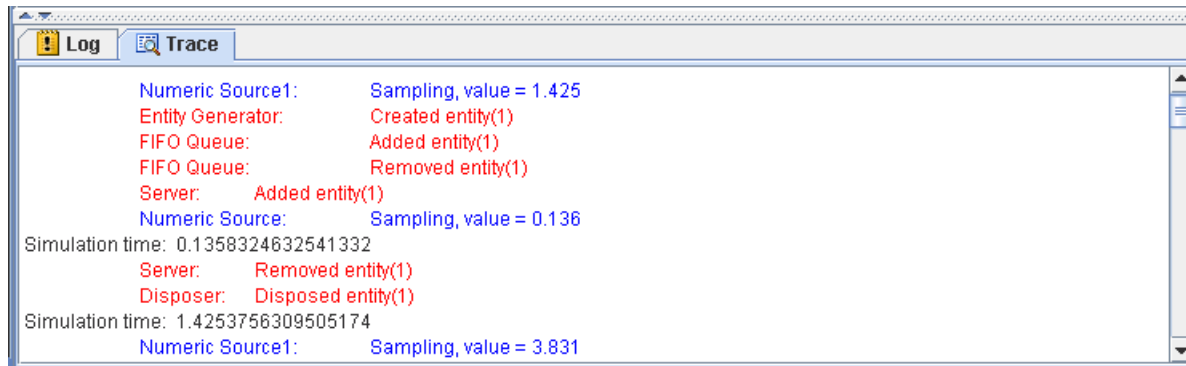 Log Trace
Numeric Source1: Sampling, value = 1.425
Entity Generator: Created entity(1)
FIFO Queue: Added entity(1)
FIFO Queue: Removed entity(1)
Server: Added entity(1)
Numeric Source: Sampling, value = 0.136
Simulation time: 0.1358324632541332
Server: Removed entity(1)
Disposer: Disposed entity(1)
Simulation time: 1.4253756309505174
Numeric Source1: Sampling, value = 3.831